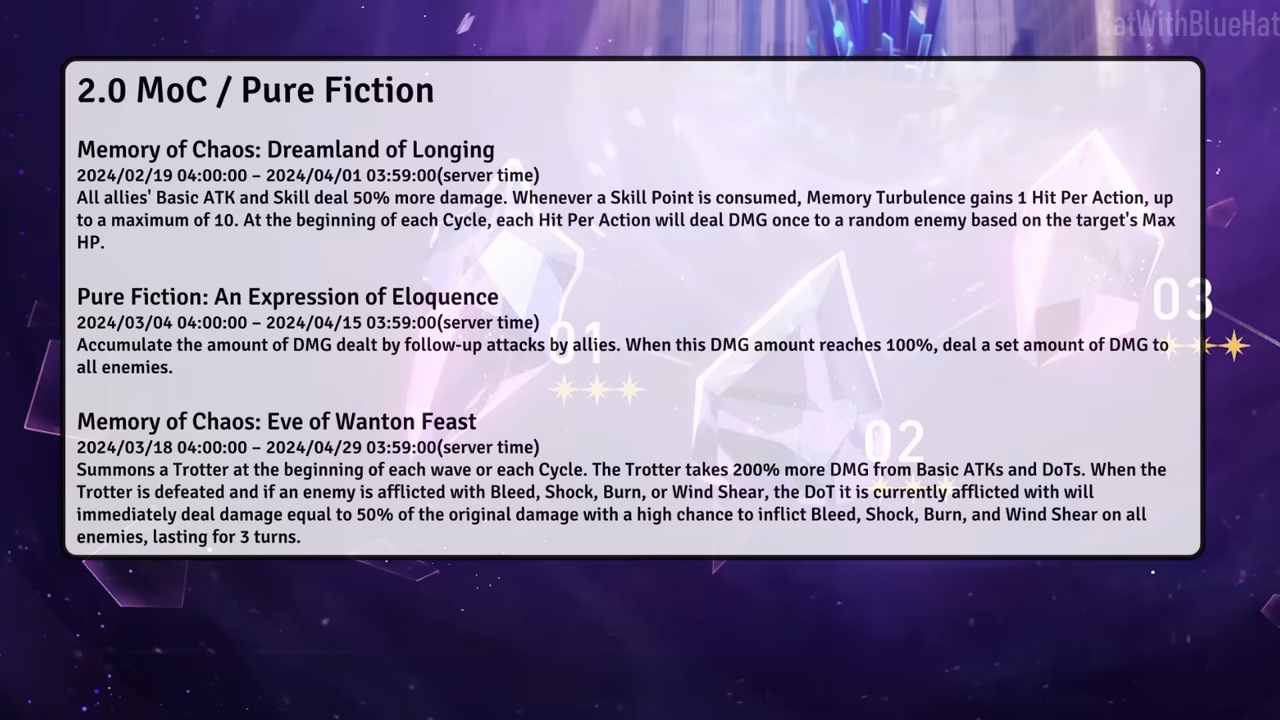 CatWithBlueHat
2.0 MoC / Pure Fiction
Memory of Chaos: Dreamland of Longing
2024/02/19 04:00:00 – 2024/04/01 03:59:00(server time)
All allies' Basic ATK and Skill deal 50% more damage. Whenever a Skill Point is consumed, Memory Turbulence gains 1 Hit Per Action, up
to a maximum of 10. At the beginning of each Cycle, each Hit Per Action will deal DMG once to a random enemy based on the target's Max
HP.
Pure Fiction: An Expression of Eloquence
2024/03/04 04:00:00 – 2024/04/15 03:59:00(server time)
Accumulate the amount of DMG dealt by follow-up attacks by allies. When this DMG amount reaches 100%, deal a set amount of DMG to
all enemies.
Memory of Chaos: Eve of Wanton Feast
2024/03/18 04:00:00 – 2024/04/29 03:59:00(server time)
Summons a Trotter at the beginning of each wave or each Cycle. The Trotter takes 200% more DMG from Basic ATKs and DoTs. When the
Trotter is defeated and if an enemy is afflicted with Bleed, Shock, Burn, or Wind Shear, the DoT it is currently afflicted with will
immediately deal damage equal to 50% of the original damage with a high chance to inflict Bleed, Shock, Burn, and Wind Shear on all
enemies, lasting for 3 turns.
01
02
03